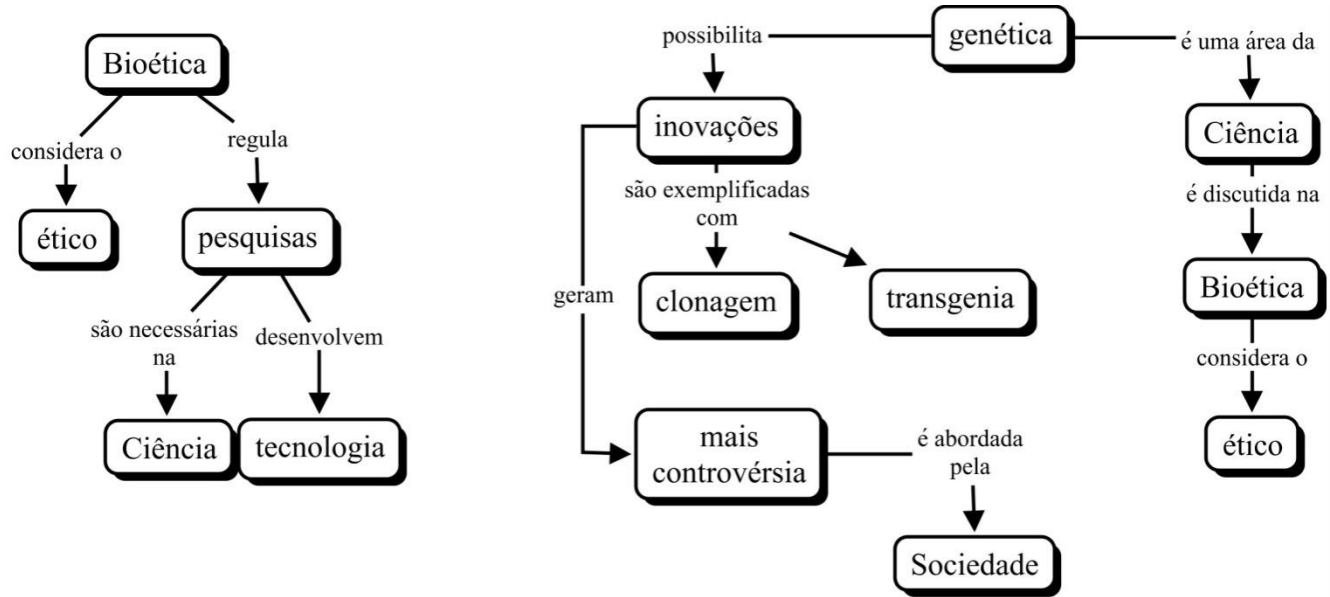 Bioética
considera o
regula
ético
pesquisas
são necessárias
na
desenvolvem
Ciência
tecnologia
possibilita
genética
é uma área da
inovações
Ciência
são exemplificadas
com
é discutida na
geram
clonagem
transgenia
Bioética
considera o
mais
controvérsia
é abordada
pela
ético
Sociedade